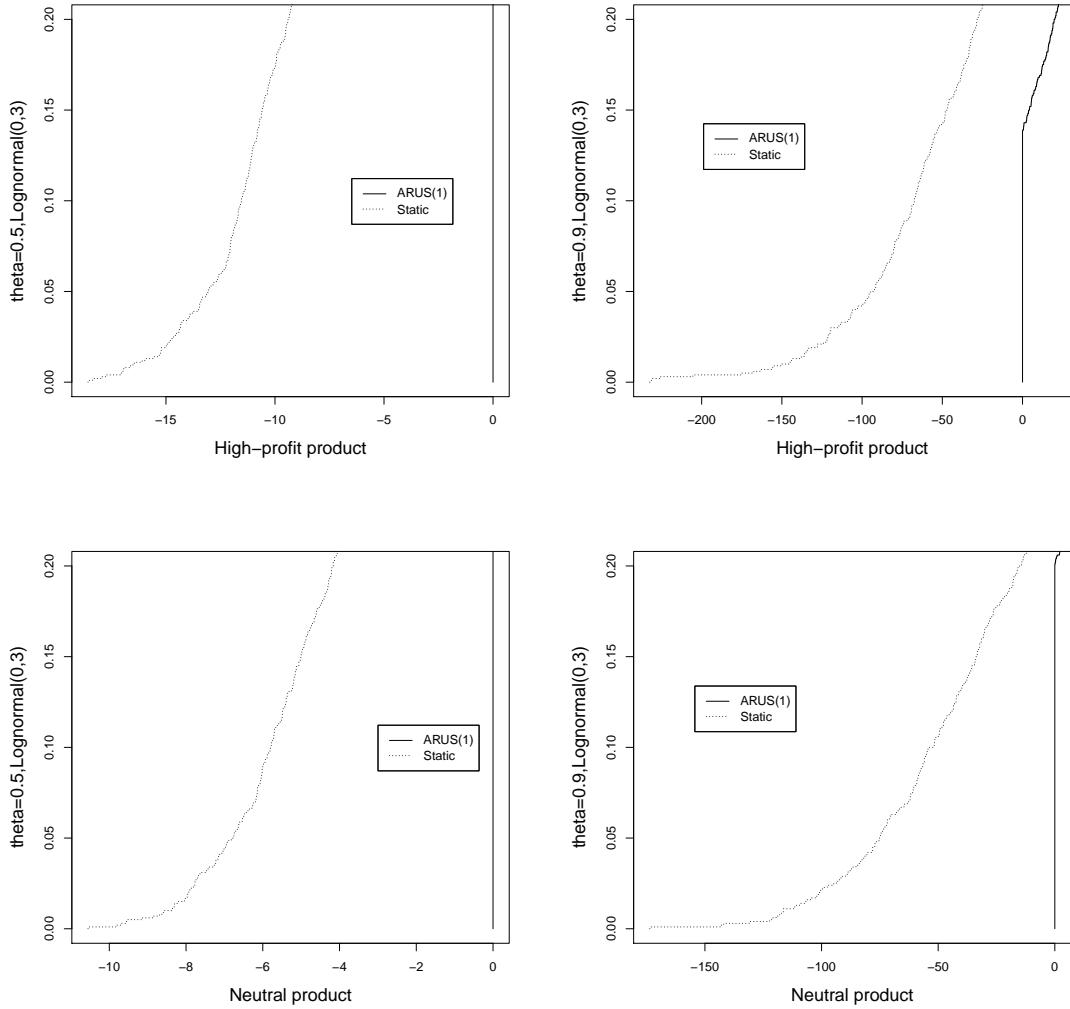 theta=0.5,Lognormal(0,3)
0.20
0.15
0.10
0.05
0.00
ARUS(1)
Static
−15 −10 −5 0
High−profit product
theta=0.9,Lognormal(0,3)
0.20
0.15
0.10
0.05
0.00
ARUS(1)
Static
−200 −150 −100 −50 0
High−profit product
theta=0.5,Lognormal(0,3)
0.20
0.15
0.10
0.05
0.00
ARUS(1)
Static
−10 −8 −6 −4 −2 0
Neutral product
theta=0.9,Lognormal(0,3)
0.20
0.15
0.10
0.05
0.00
ARUS(1)
Static
−150 −100 −50 0
Neutral product